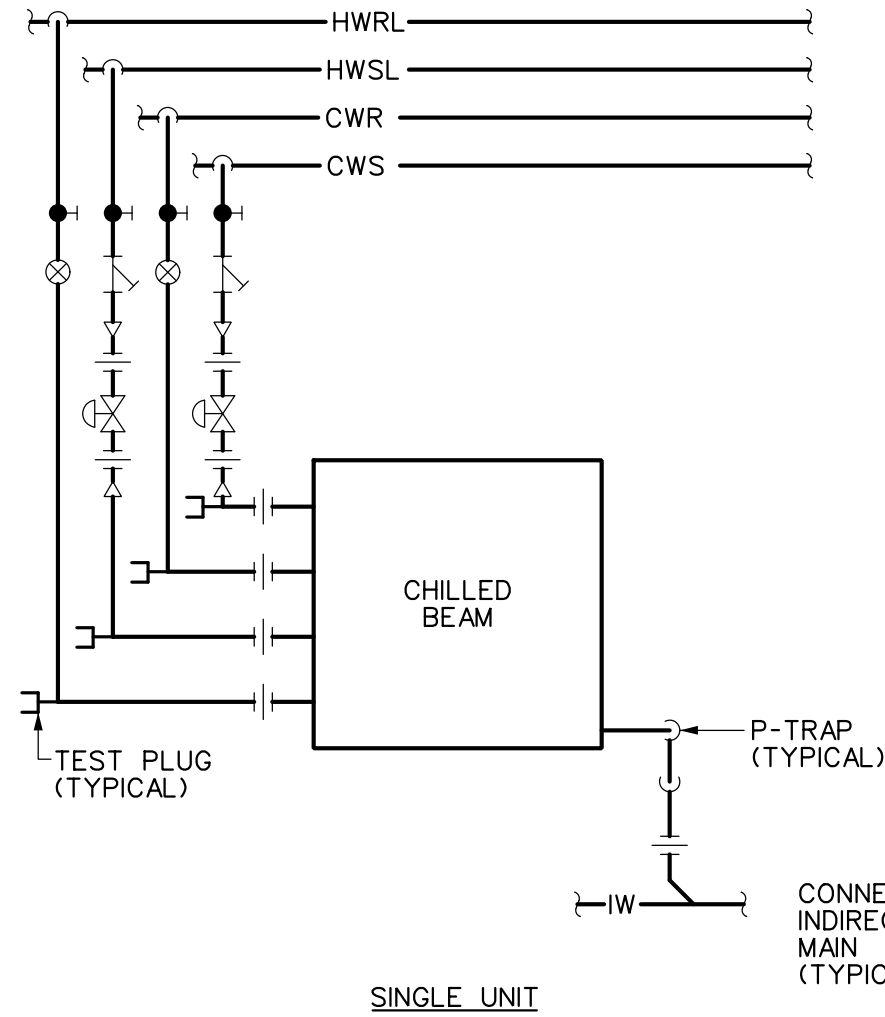 HWRL
HWSL
CWR
CWS
CHILLED
BEAM
TEST PLUG
(TYPICAL)
P-TRAP
(TYPICAL)
IW
MAIN
SINGLE UNIT